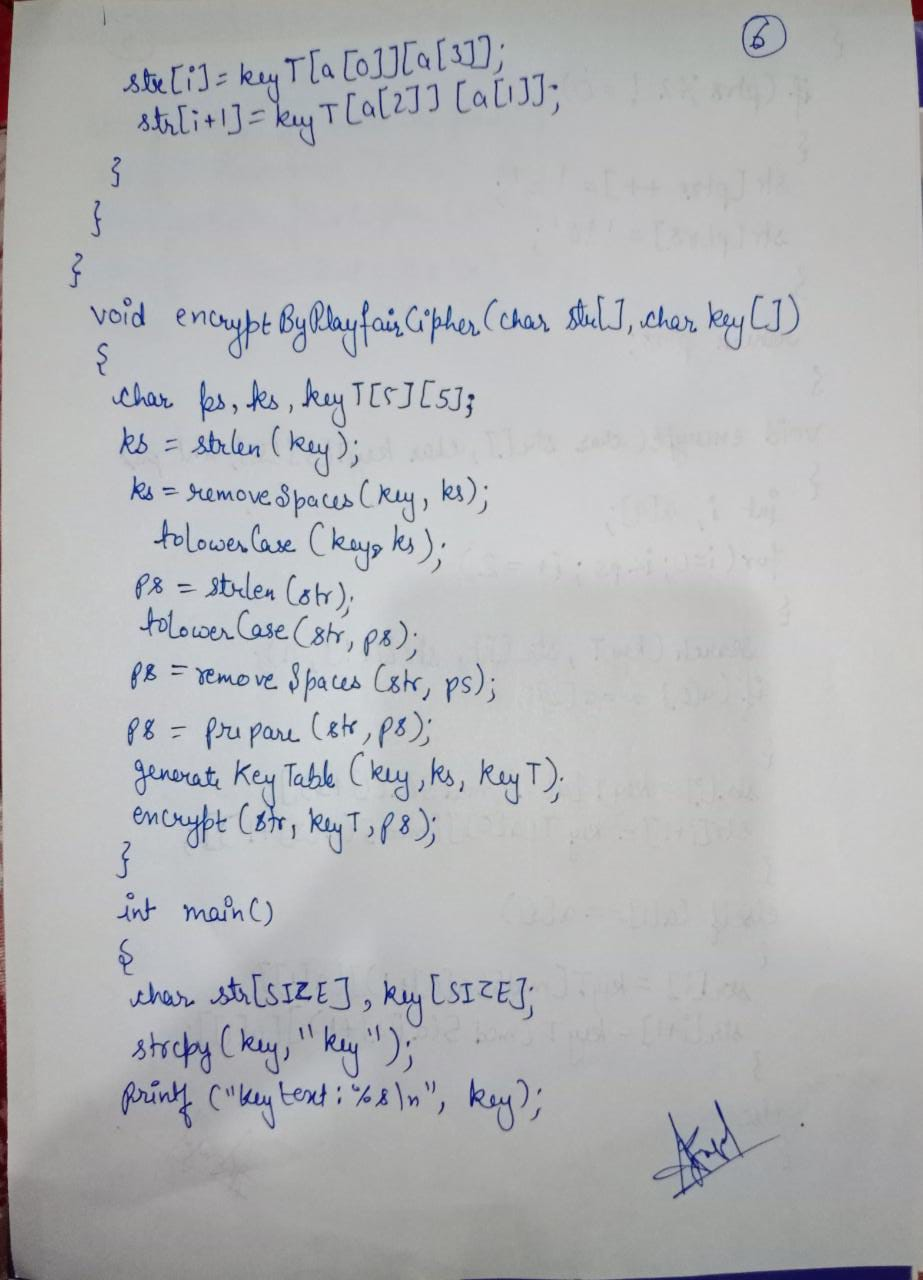 6
str[i]= keyT[a[0]][a[3]];
str[i+1]= keyT[a[2]][a[1]];
}
}
}
void encryptByPlayfairCipher(char str[], char key[])
{
char ps, ks, keyT[5][5];
ks = strlen(key);
ks = removeSpaces(key, ks);
toLowerCase(key, ks);
ps = strlen(str);
toLowerCase(str, ps);
ps = removeSpaces(str, ps);
ps = prepare(str, ps);
generateKeyTable(key, ks, keyT);
encrypt(str, keyT, ps);
}
int main()
{
char str[SIZE], key[SIZE];
strcpy(key, "key");
printf("key text: %s\n", key);